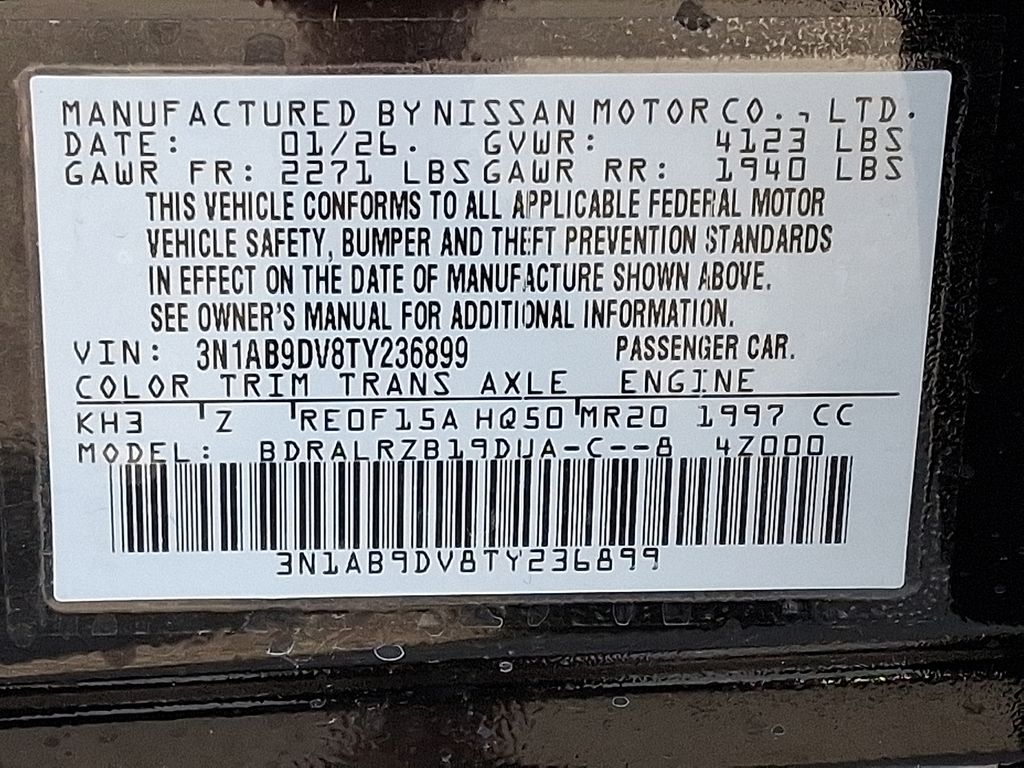 MANUFACTURED BY NISSAN MOTOR CO., LTD.
DATE: 01/26. GVWR: 4123 LBS
GAWR FR: 2271 LBS GAWR RR: 1940 LBS
THIS VEHICLE CONFORMS TO ALL APPLICABLE FEDERAL MOTOR
VEHICLE SAFETY, BUMPER AND THEFT PREVENTION STANDARDS
IN EFFECT ON THE DATE OF MANUFACTURE SHOWN ABOVE.
SEE OWNER'S MANUAL FOR ADDITIONAL INFORMATION.
VIN: 3N1AB9DV8TY236899 PASSENGER CAR.
COLOR TRIM TRANS AXLE ENGINE
KH3 Z RE0F15A HQ50 MR20 1997 CC
MODEL: BDRALRZB19DUA-C--8 4Z000
3N1AB9DV8TY236899